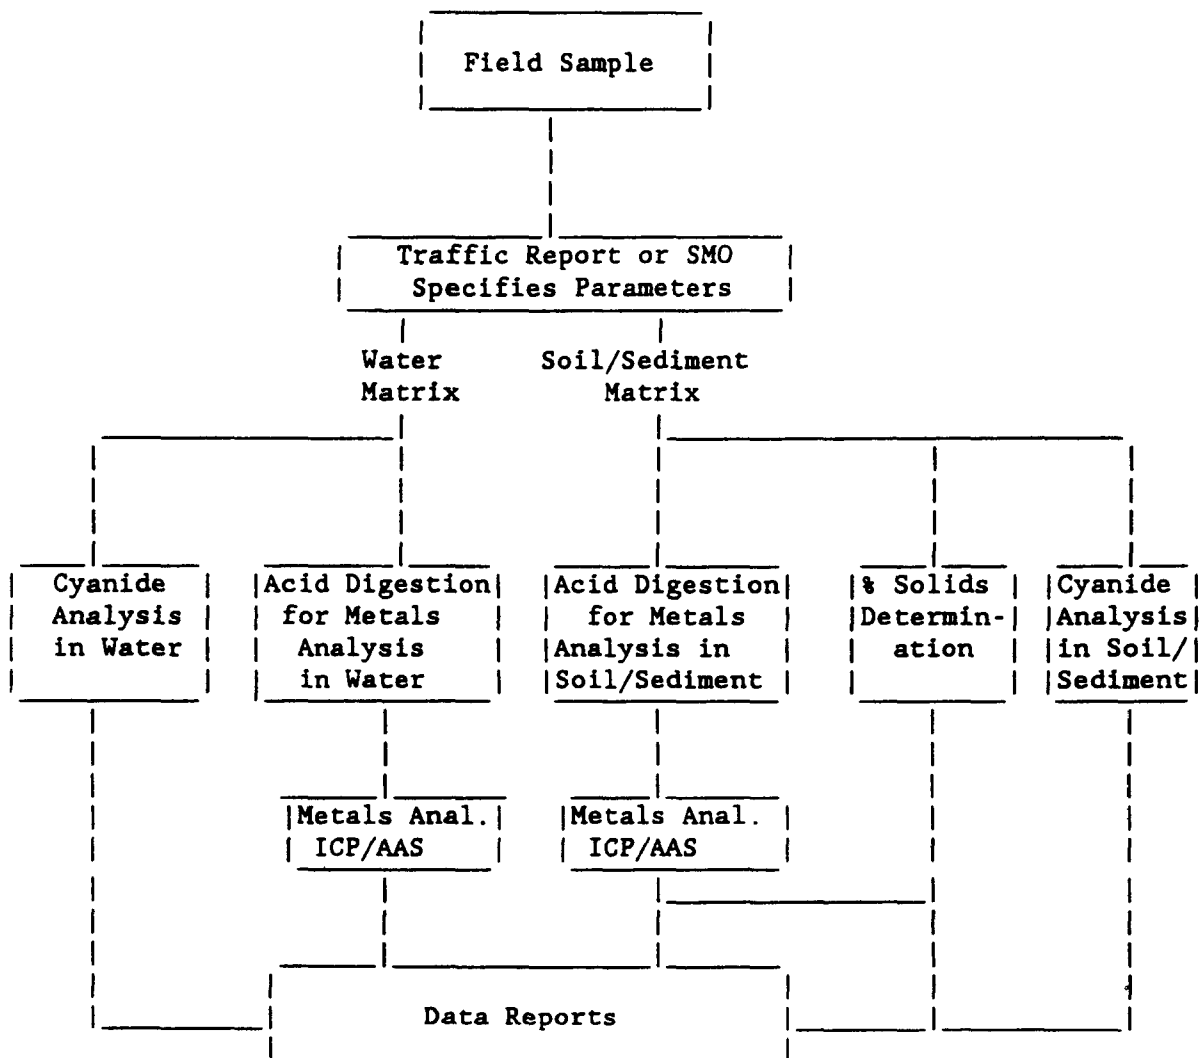 Field Sample
Traffic Report or SMO
Specifies Parameters
Water
Matrix
Soil/Sediment
Matrix
Cyanide
Analysis
in Water
Acid Digestion
for Metals
Analysis
in Water
Acid Digestion
for Metals
Analysis in
Soil/Sediment
% Solids
Determin-
ation
Cyanide
Analysis
in Soil/
Sediment
Metals Anal.
ICP/AAS
Metals Anal.
ICP/AAS
Data Reports